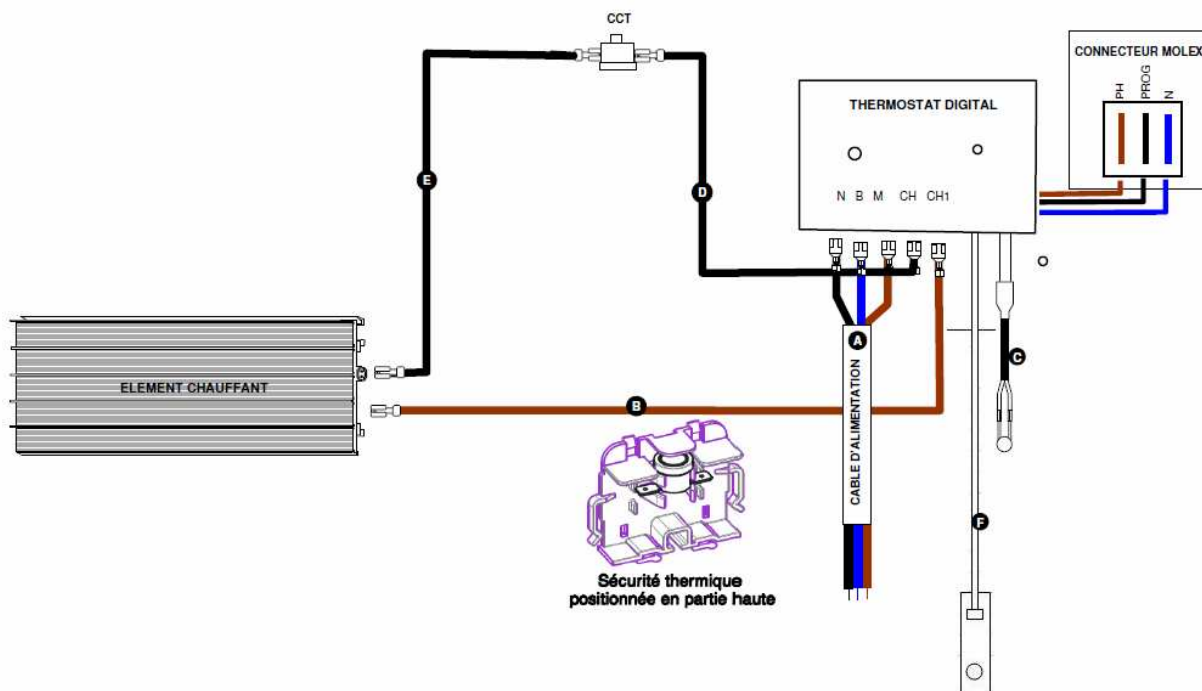 CCT
CONNECTEUR MOLEX
PH
PROG
N
THERMOSTAT DIGITAL
N B M CH CH1
E
D
A
C
ELEMENT CHAUFFANT
B
CABLE D'ALIMENTATION
F
Sécurité thermique
positionnée en partie haute